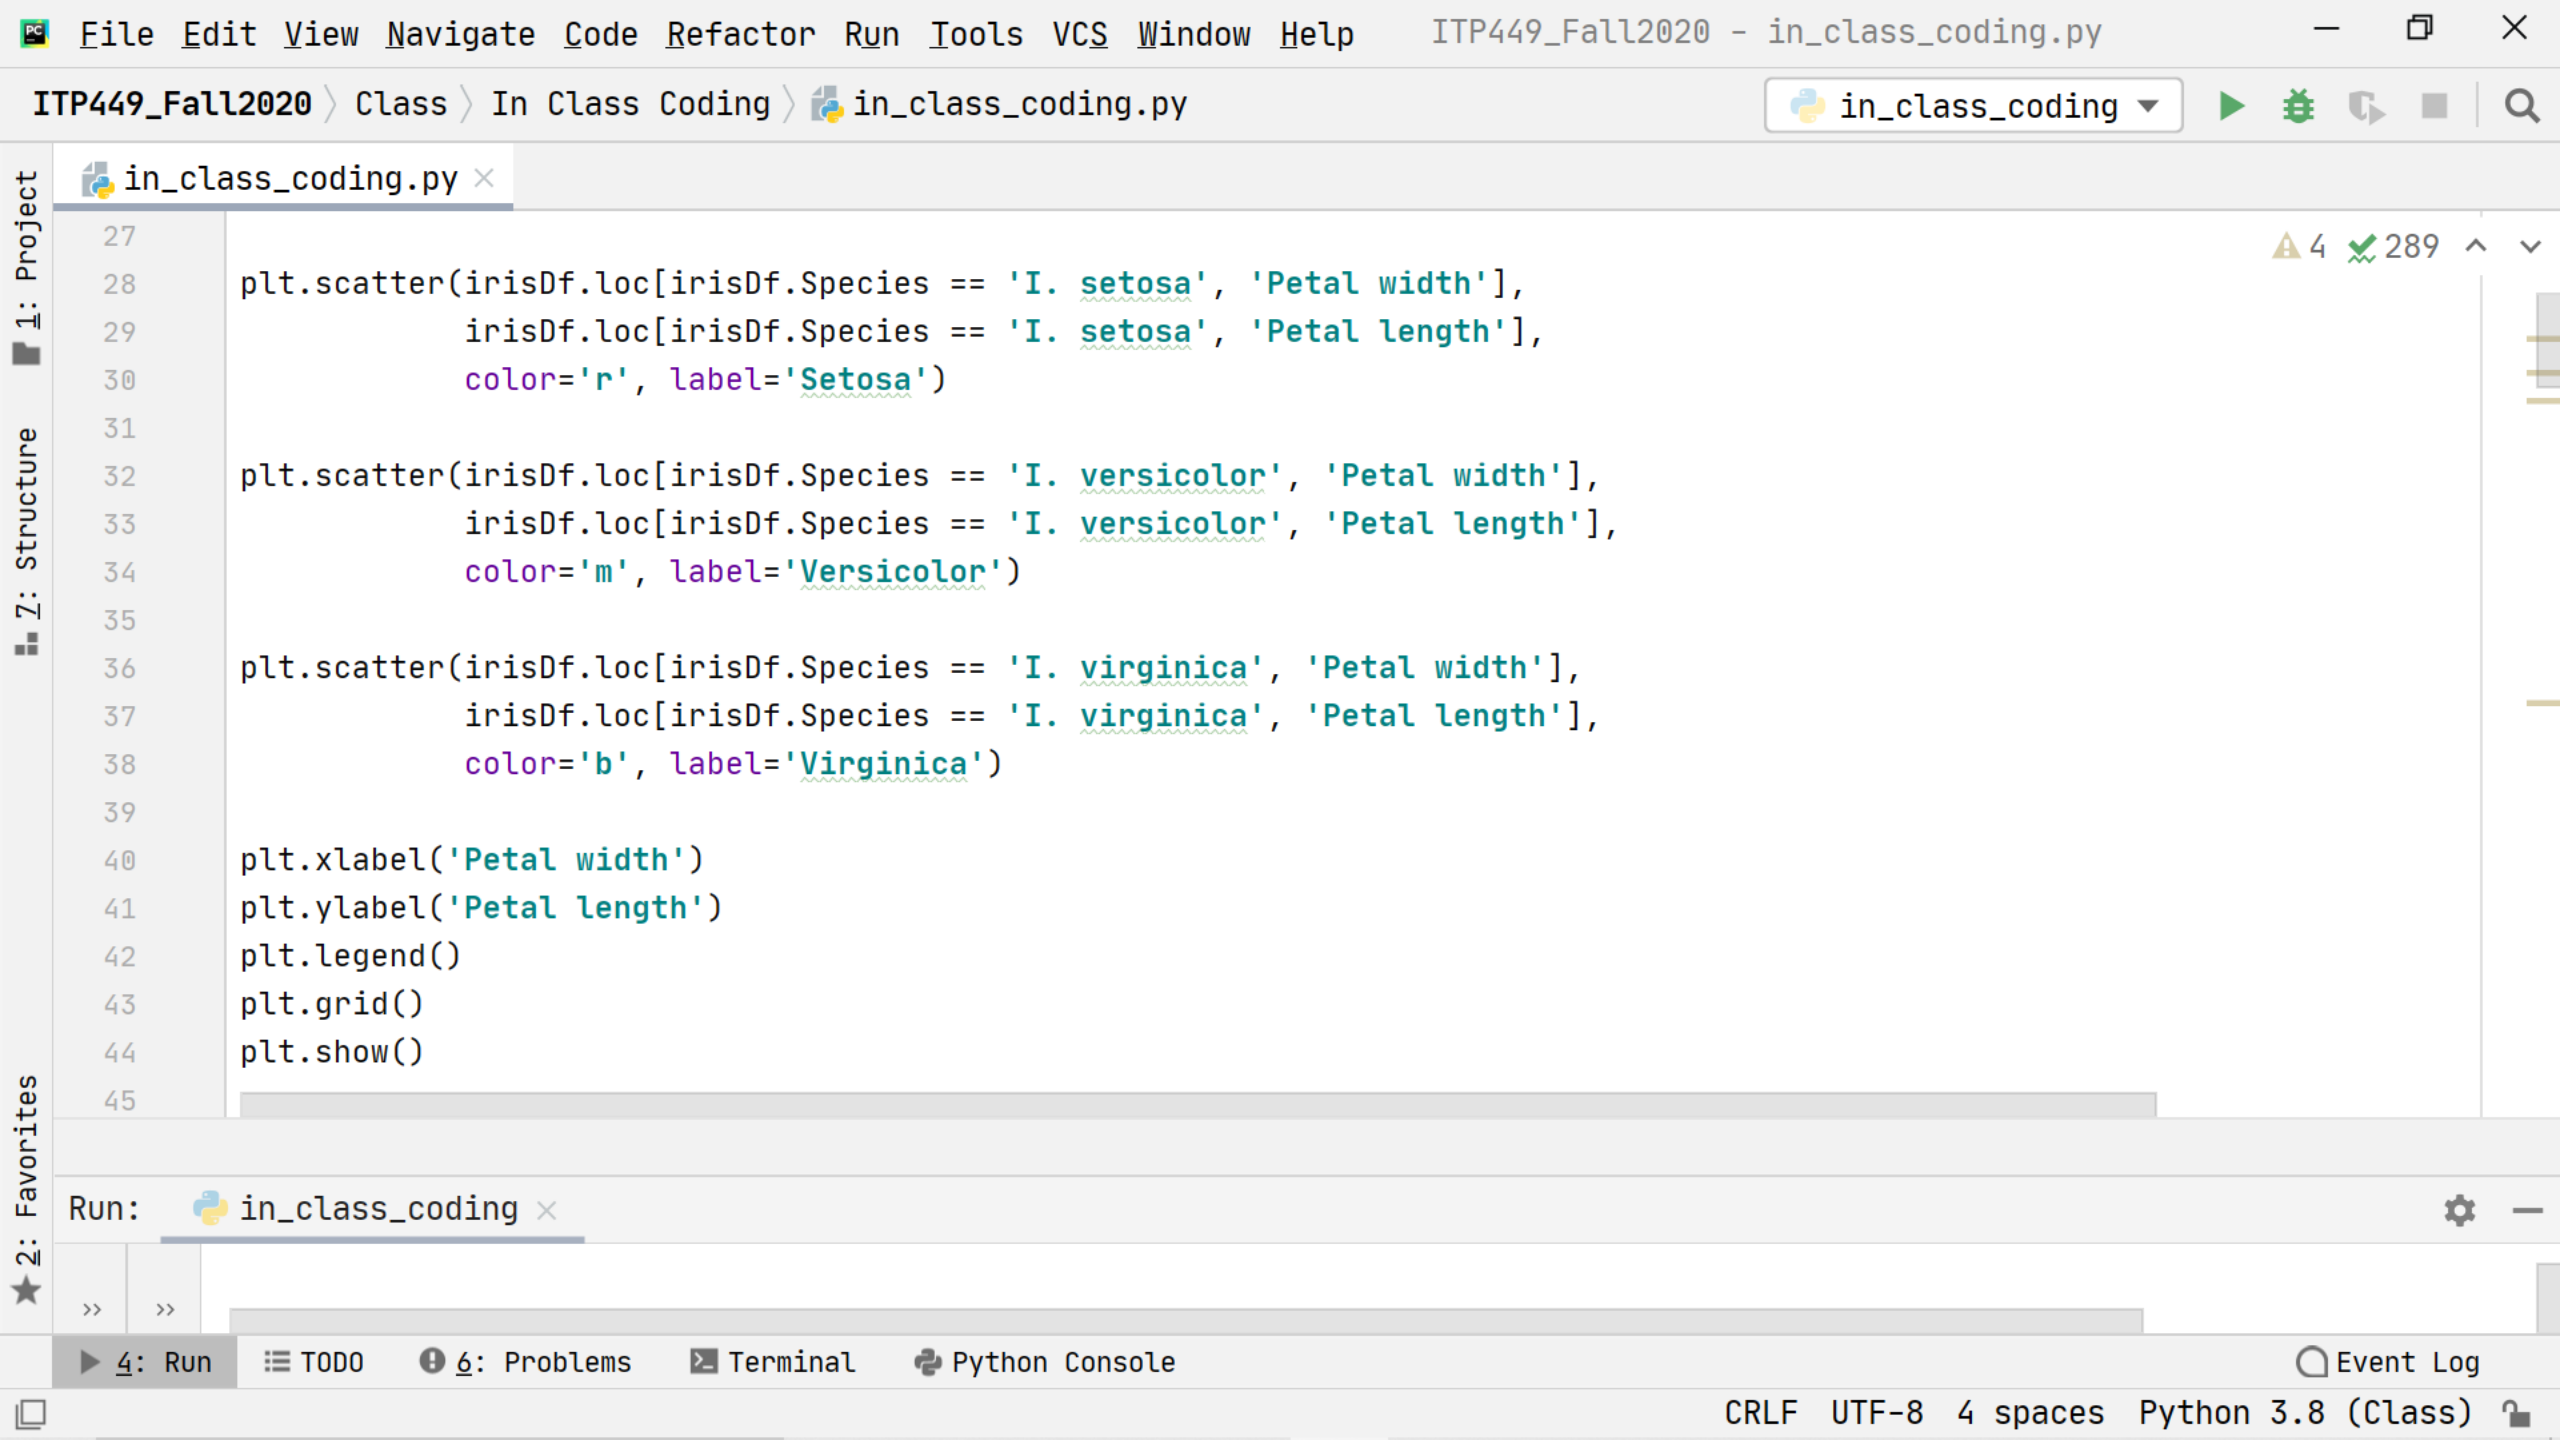 File Edit View Navigate Code Refactor Run Tools VCS Window Help ITP449_Fall2020 - in_class_coding.py
ITP449_Fall2020 Class In Class Coding in_class_coding.py in_class_coding
in_class_coding.py
1: Project
7: Structure
2: Favorites
4 289
27
28 plt.scatter(irisDf.loc[irisDf.Species == 'I. setosa', 'Petal width'],
29 irisDf.loc[irisDf.Species == 'I. setosa', 'Petal length'],
30 color='r', label='Setosa')
31
32 plt.scatter(irisDf.loc[irisDf.Species == 'I. versicolor', 'Petal width'],
33 irisDf.loc[irisDf.Species == 'I. versicolor', 'Petal length'],
34 color='m', label='Versicolor')
35
36 plt.scatter(irisDf.loc[irisDf.Species == 'I. virginica', 'Petal width'],
37 irisDf.loc[irisDf.Species == 'I. virginica', 'Petal length'],
38 color='b', label='Virginica')
39
40 plt.xlabel('Petal width')
41 plt.ylabel('Petal length')
42 plt.legend()
43 plt.grid()
44 plt.show()
45
Run: in_class_coding
>> >>
4: Run TODO 6: Problems Terminal Python Console Event Log
CRLF UTF-8 4 spaces Python 3.8 (Class)